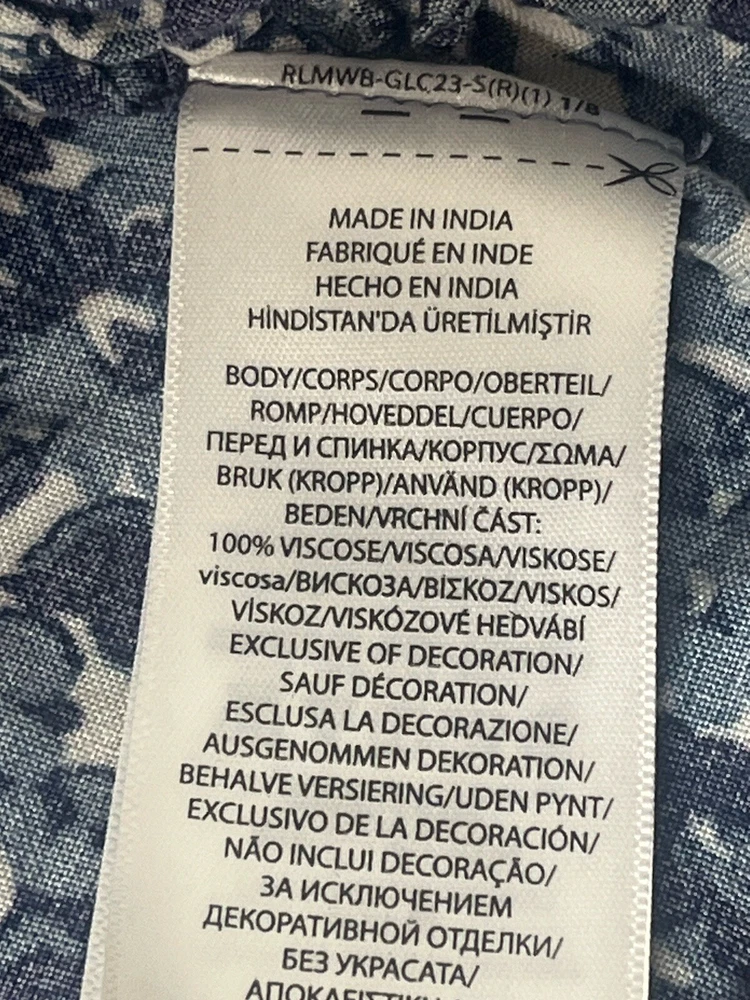 RLMWB-GLC23-S(R)(1) 1/8
MADE IN INDIA
FABRIQUÉ EN INDE
HECHO EN INDIA
HİNDİSTAN'DA ÜRETİLMİŞTİR
BODY/CORPS/CORPO/OBERTEIL/
ROMP/HOVEDDEL/CUERPO/
ПЕРЕД И СПИНКА/КОРПУС/ΣΩΜΑ/
BRUK (KROPP)/ANVÄND (KROPP)/
BEDEN/VRCHNÍ ČÁST:
100% VISCOSE/VISCOSA/VISKOSE/
viscosa/ВИСКОЗА/ΒΙΣΚΟΖ/VISKOS/
VİSKOZ/VISKÓZOVÉ HEDVÁBÍ
EXCLUSIVE OF DECORATION/
SAUF DÉCORATION/
ESCLUSA LA DECORAZIONE/
AUSGENOMMEN DEKORATION/
BEHALVE VERSIERING/UDEN PYNT/
EXCLUSIVO DE LA DECORACIÓN/
NÃO INCLUI DECORAÇÃO/
ЗА ИСКЛЮЧЕНИЕМ
ДЕКОРАТИВНОЙ ОТДЕЛКИ/
БЕЗ УКРАСАТА/